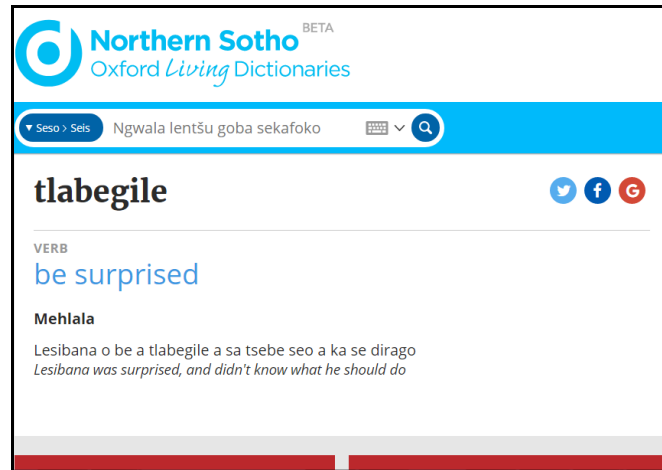 Northern Sotho BETA
Oxford Living Dictionaries
Seso > Seis Ngwala lentšu goba sekafoko
tlabegile
VERB
be surprised
Mehlala
Lesibana o be a tlabegile a sa tsebe seo a ka se dirago
Lesibana was surprised, and didn't know what he should do